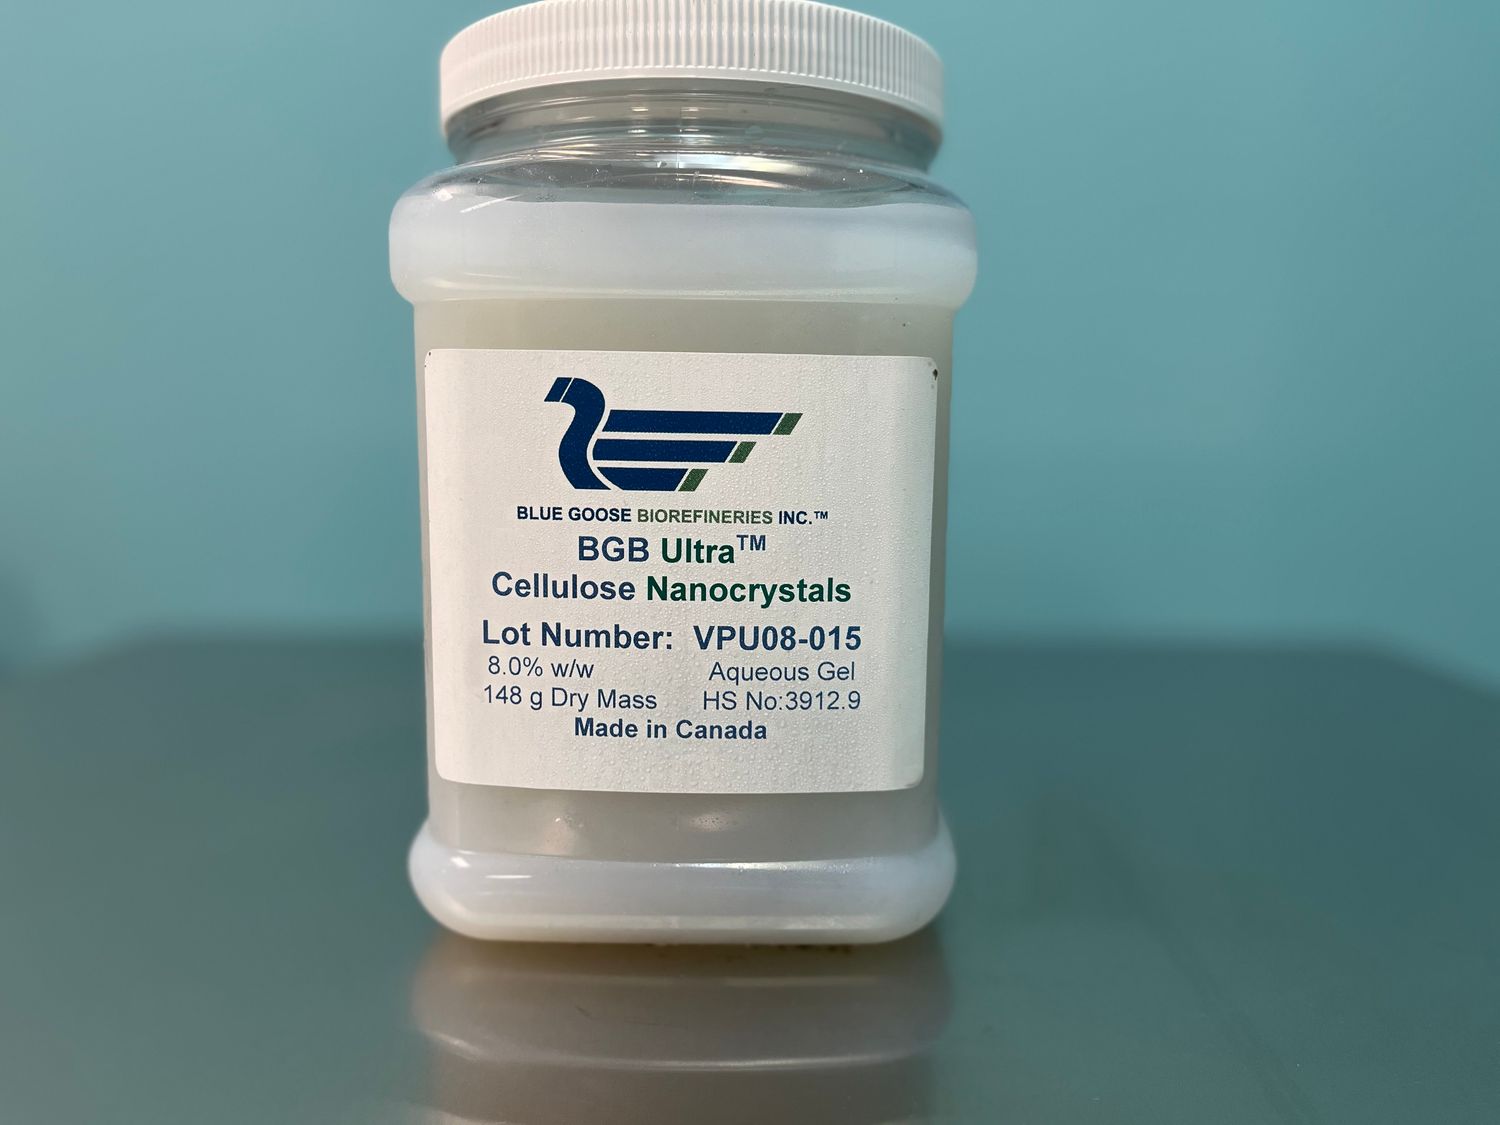 BLUE GOOSE BIOREFINERIES INC.™
BGB Ultra™
Cellulose Nanocrystals
Lot Number: VPU08-015
8.0% w/w Aqueous Gel
148 g Dry Mass HS No:3912.9
Made in Canada